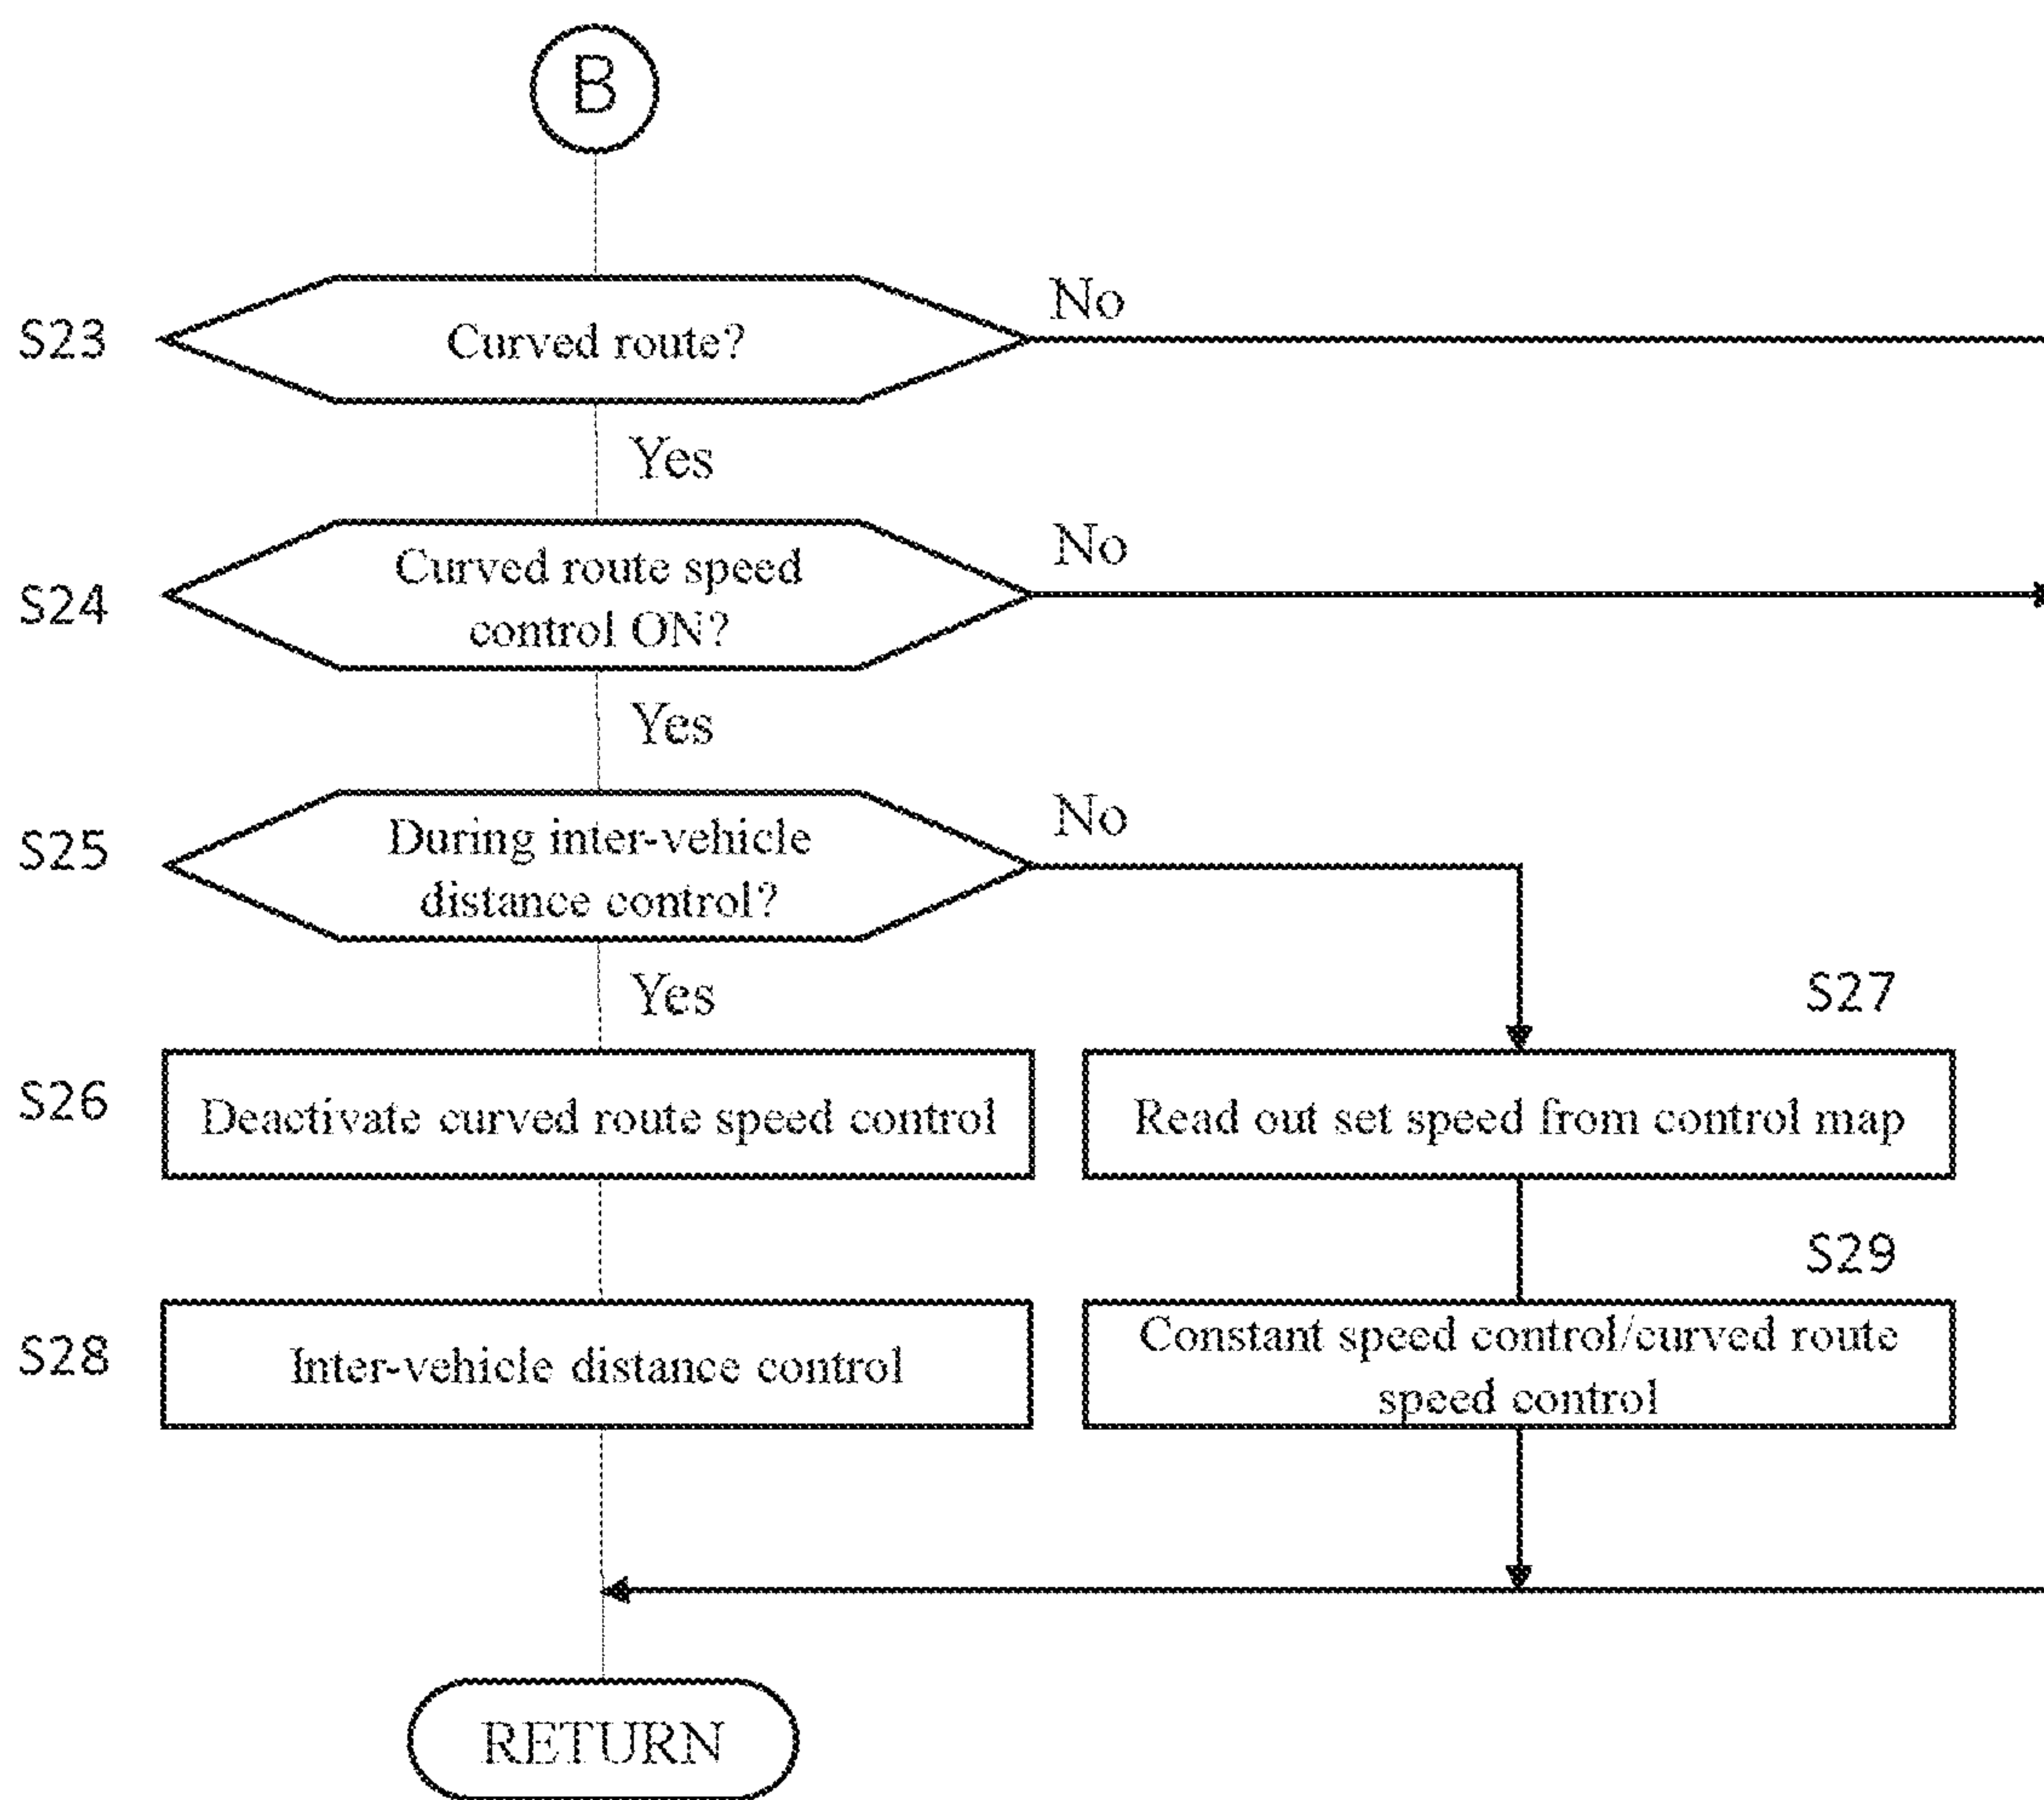 B
S23
Curved route?
No
Yes
S24
Curved route speed
control ON?
No
Yes
S25
During inter-vehicle
distance control?
No
Yes
S27
S26
Deactivate curved route speed control
Read out set speed from control map
S29
S28
Inter-vehicle distance control
Constant speed control/curved route
speed control
RETURN